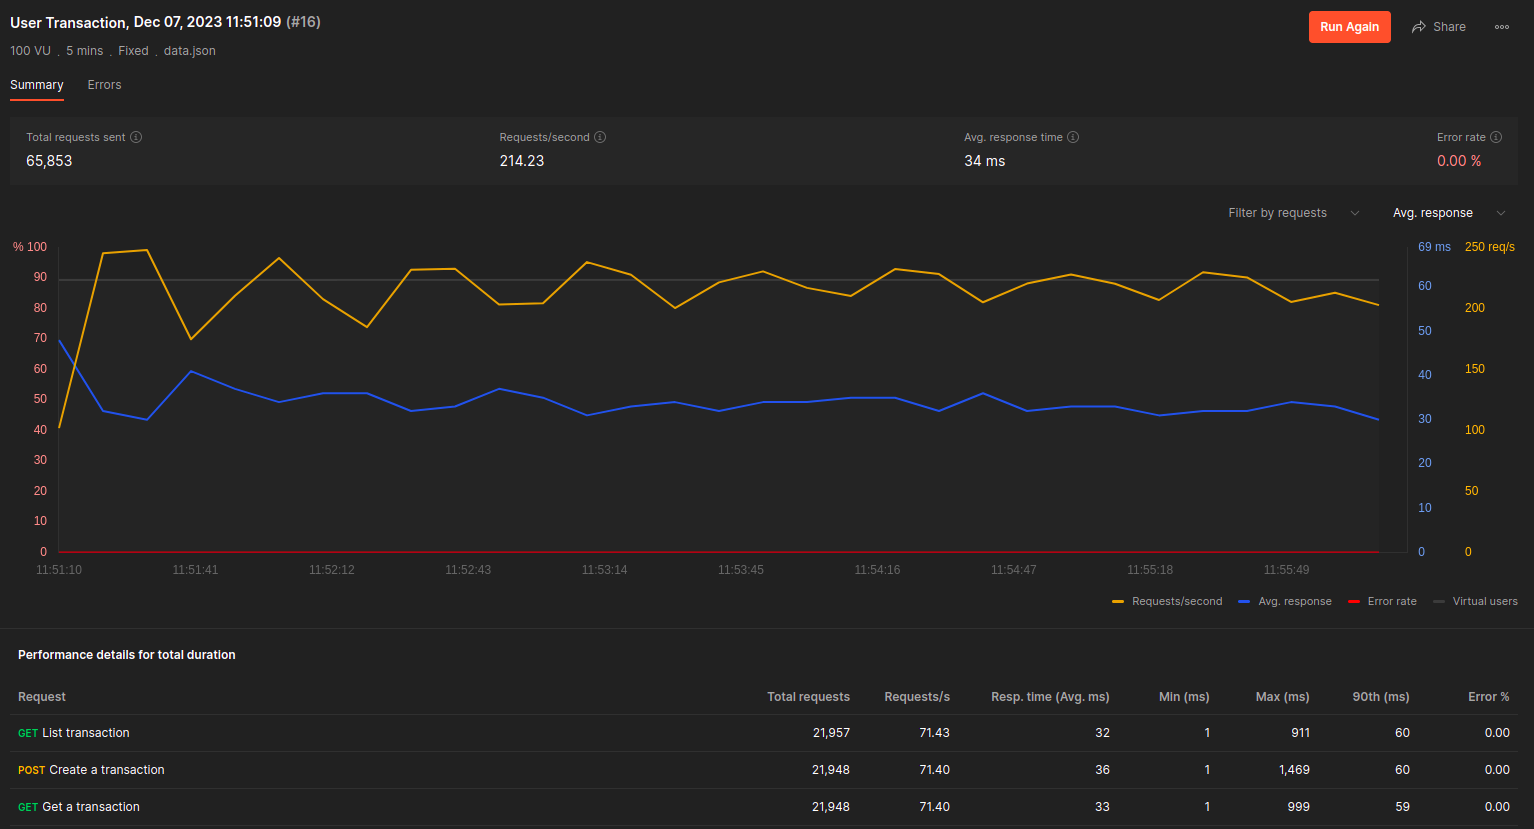 User Transaction, Dec 07, 2023 11:51:09 (#16)
Run Again
Share
100 VU . 5 mins . Fixed . data.json
Summary Errors
Total requests sent Requests/second Avg. response time Error rate
65,853 214.23 34 ms 0.00 %
Filter by requests Avg. response
% 100 69 ms 250 req/s
90 60
80 200
70 50
60 40 150
50 30
40 100
30 20
20 50
10 10
0 0 0
11:51:10 11:51:41 11:52:12 11:52:43 11:53:14 11:53:45 11:54:16 11:54:47 11:55:18 11:55:49
Requests/second Avg. response Error rate Virtual users
Performance details for total duration
Request Total requests Requests/s Resp. time (Avg. ms) Min (ms) Max (ms) 90th (ms) Error %
GET List transaction 21,957 71.43 32 1 911 60 0.00
POST Create a transaction 21,948 71.40 36 1 1,469 60 0.00
GET Get a transaction 21,948 71.40 33 1 999 59 0.00